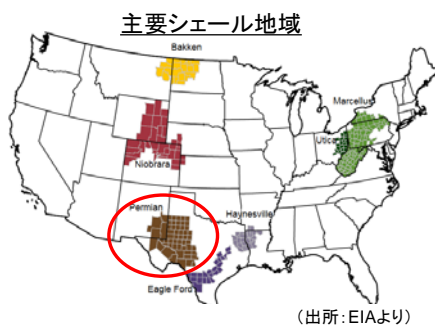 主要シェール地域
Bakken
Marcellus
Utica
Niobrara
Permian
Haynesville
Eagle Ford
(出所:EIAより)